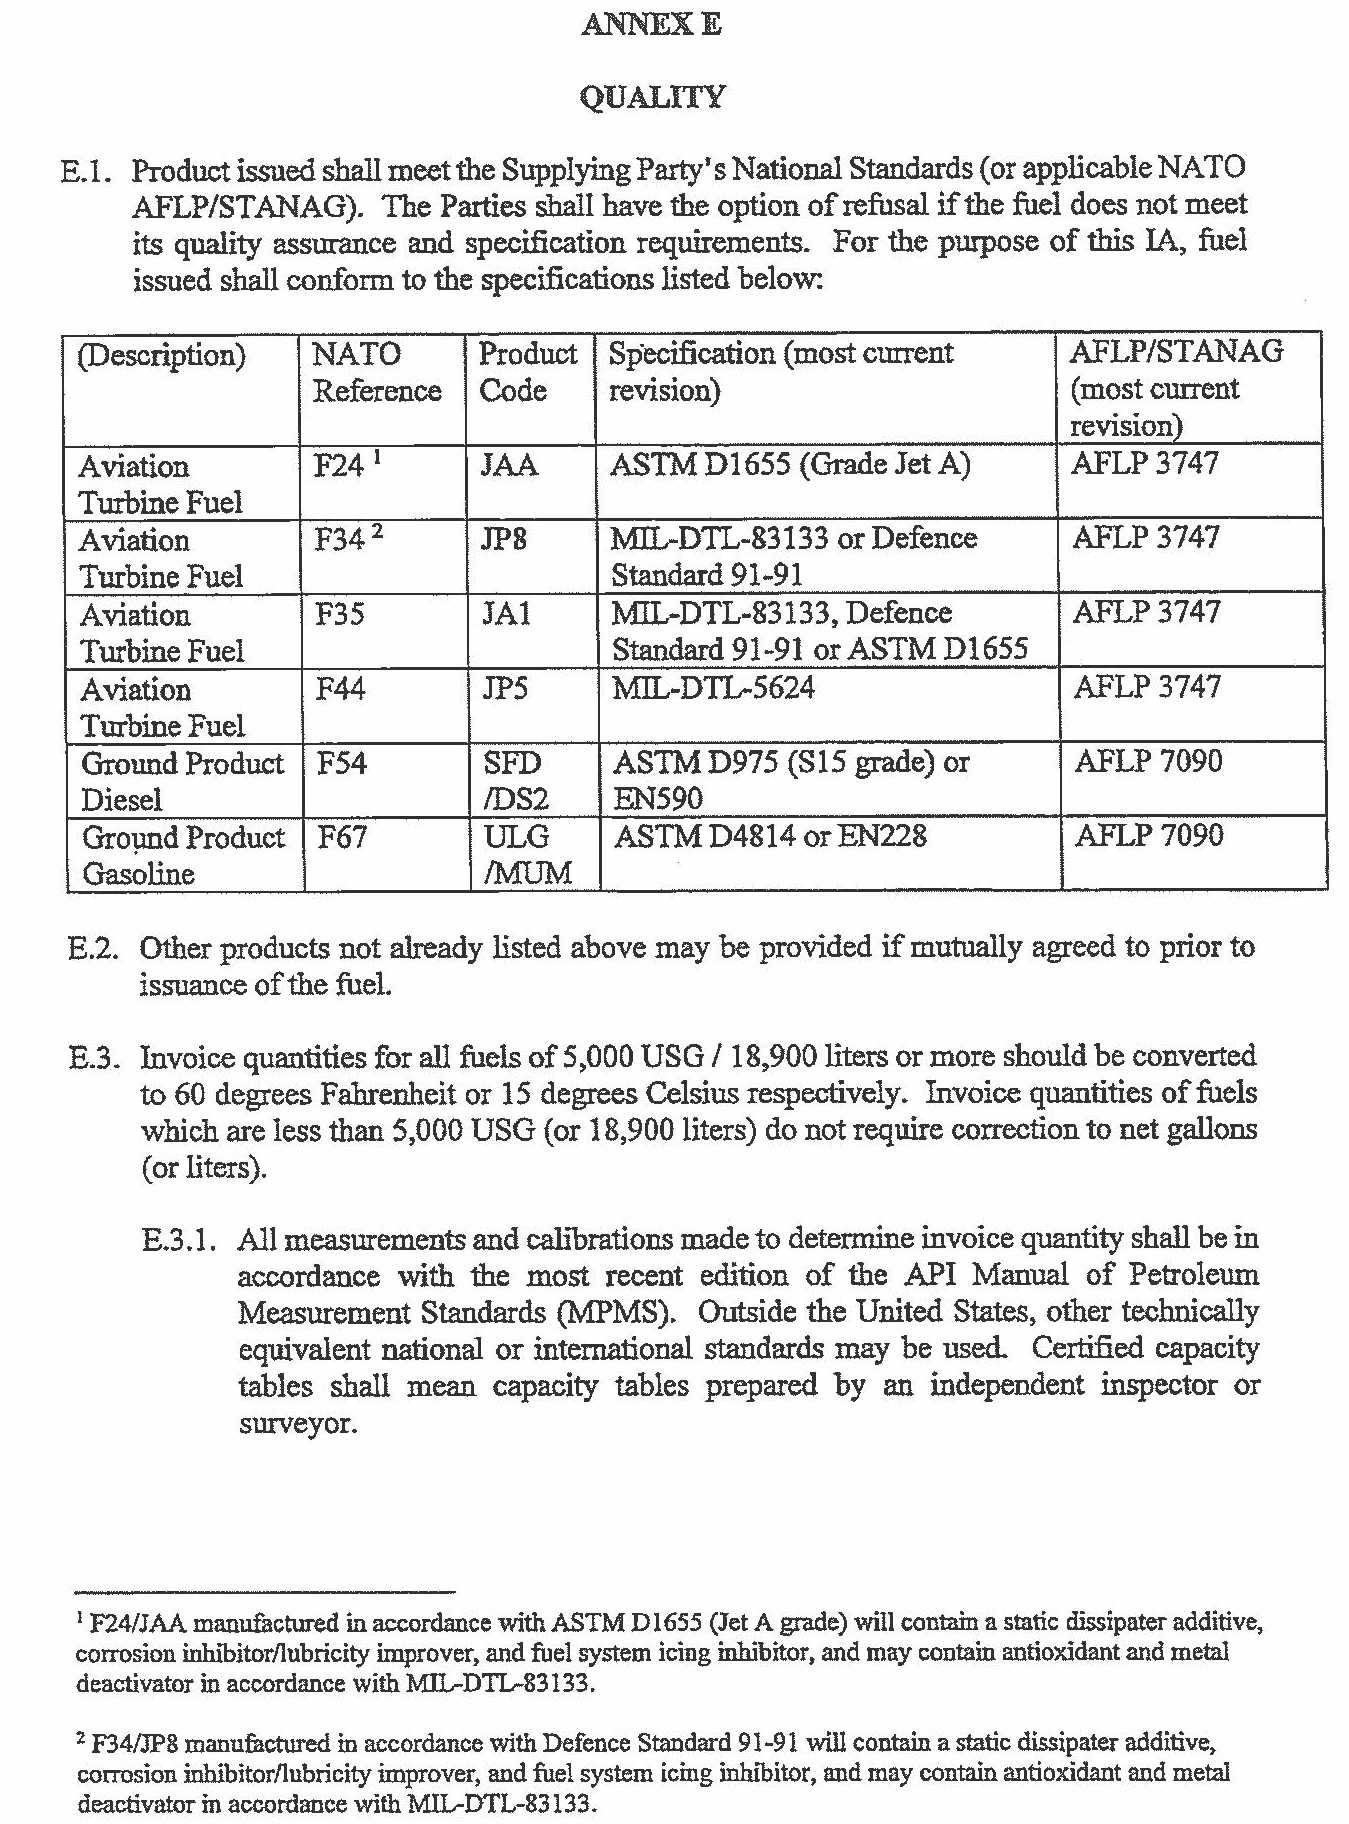 ANNEX E
QUALITY
E.1. Product issued shall meet the Supplying Party's National Standards (or applicable NATO
AFLP/STANAG). The Parties shall have the option of refusal if the fuel does not meet
its quality assurance and specification requirements. For the purpose of this IA, fuel
issued shall conform to the specifications listed below:
(Description) NATO Product Specification (most current AFLP/STANAG
Reference Code revision) (most current
revision)
Aviation F24 1 JAA ASTM D1655 (Grade Jet A) AFLP 3747
Turbine Fuel
Aviation F34 2 JP8 MIL-DTL-83133 or Defence AFLP 3747
Turbine Fuel Standard 91-91
Aviation F35 JA1 MIL-DTL-83133, Defence AFLP 3747
Turbine Fuel Standard 91-91 or ASTM D1655
Aviation F44 JP5 MIL-DTL-5624 AFLP 3747
Turbine Fuel
Ground Product F54 SFD ASTM D975 (S15 grade) or AFLP 7090
Diesel /DS2 EN590
Ground Product F67 ULG ASTM D4814 or EN228 AFLP 7090
Gasoline /MUM
E.2. Other products not already listed above may be provided if mutually agreed to prior to
issuance of the fuel.
E.3. Invoice quantities for all fuels of 5,000 USG / 18,900 liters or more should be converted
to 60 degrees Fahrenheit or 15 degrees Celsius respectively. Invoice quantities of fuels
which are less than 5,000 USG (or 18,900 liters) do not require correction to net gallons
(or liters).
E.3.1. All measurements and calibrations made to determine invoice quantity shall be in
accordance with the most recent edition of the API Manual of Petroleum
Measurement Standards (MPMS). Outside the United States, other technically
equivalent national or international standards may be used. Certified capacity
tables shall mean capacity tables prepared by an independent inspector or
surveyor.
1 F24/JAA manufactured in accordance with ASTM D1655 (Jet A grade) will contain a static dissipater additive,
corrosion inhibitor/lubricity improver, and fuel system icing inhibitor, and may contain antioxidant and metal
deactivator in accordance with MIL-DTL-83133.
2 F34/JP8 manufactured in accordance with Defence Standard 91-91 will contain a static dissipater additive,
corrosion inhibitor/lubricity improver, and fuel system icing inhibitor, and may contain antioxidant and metal
deactivator in accordance with MIL-DTL-83133.